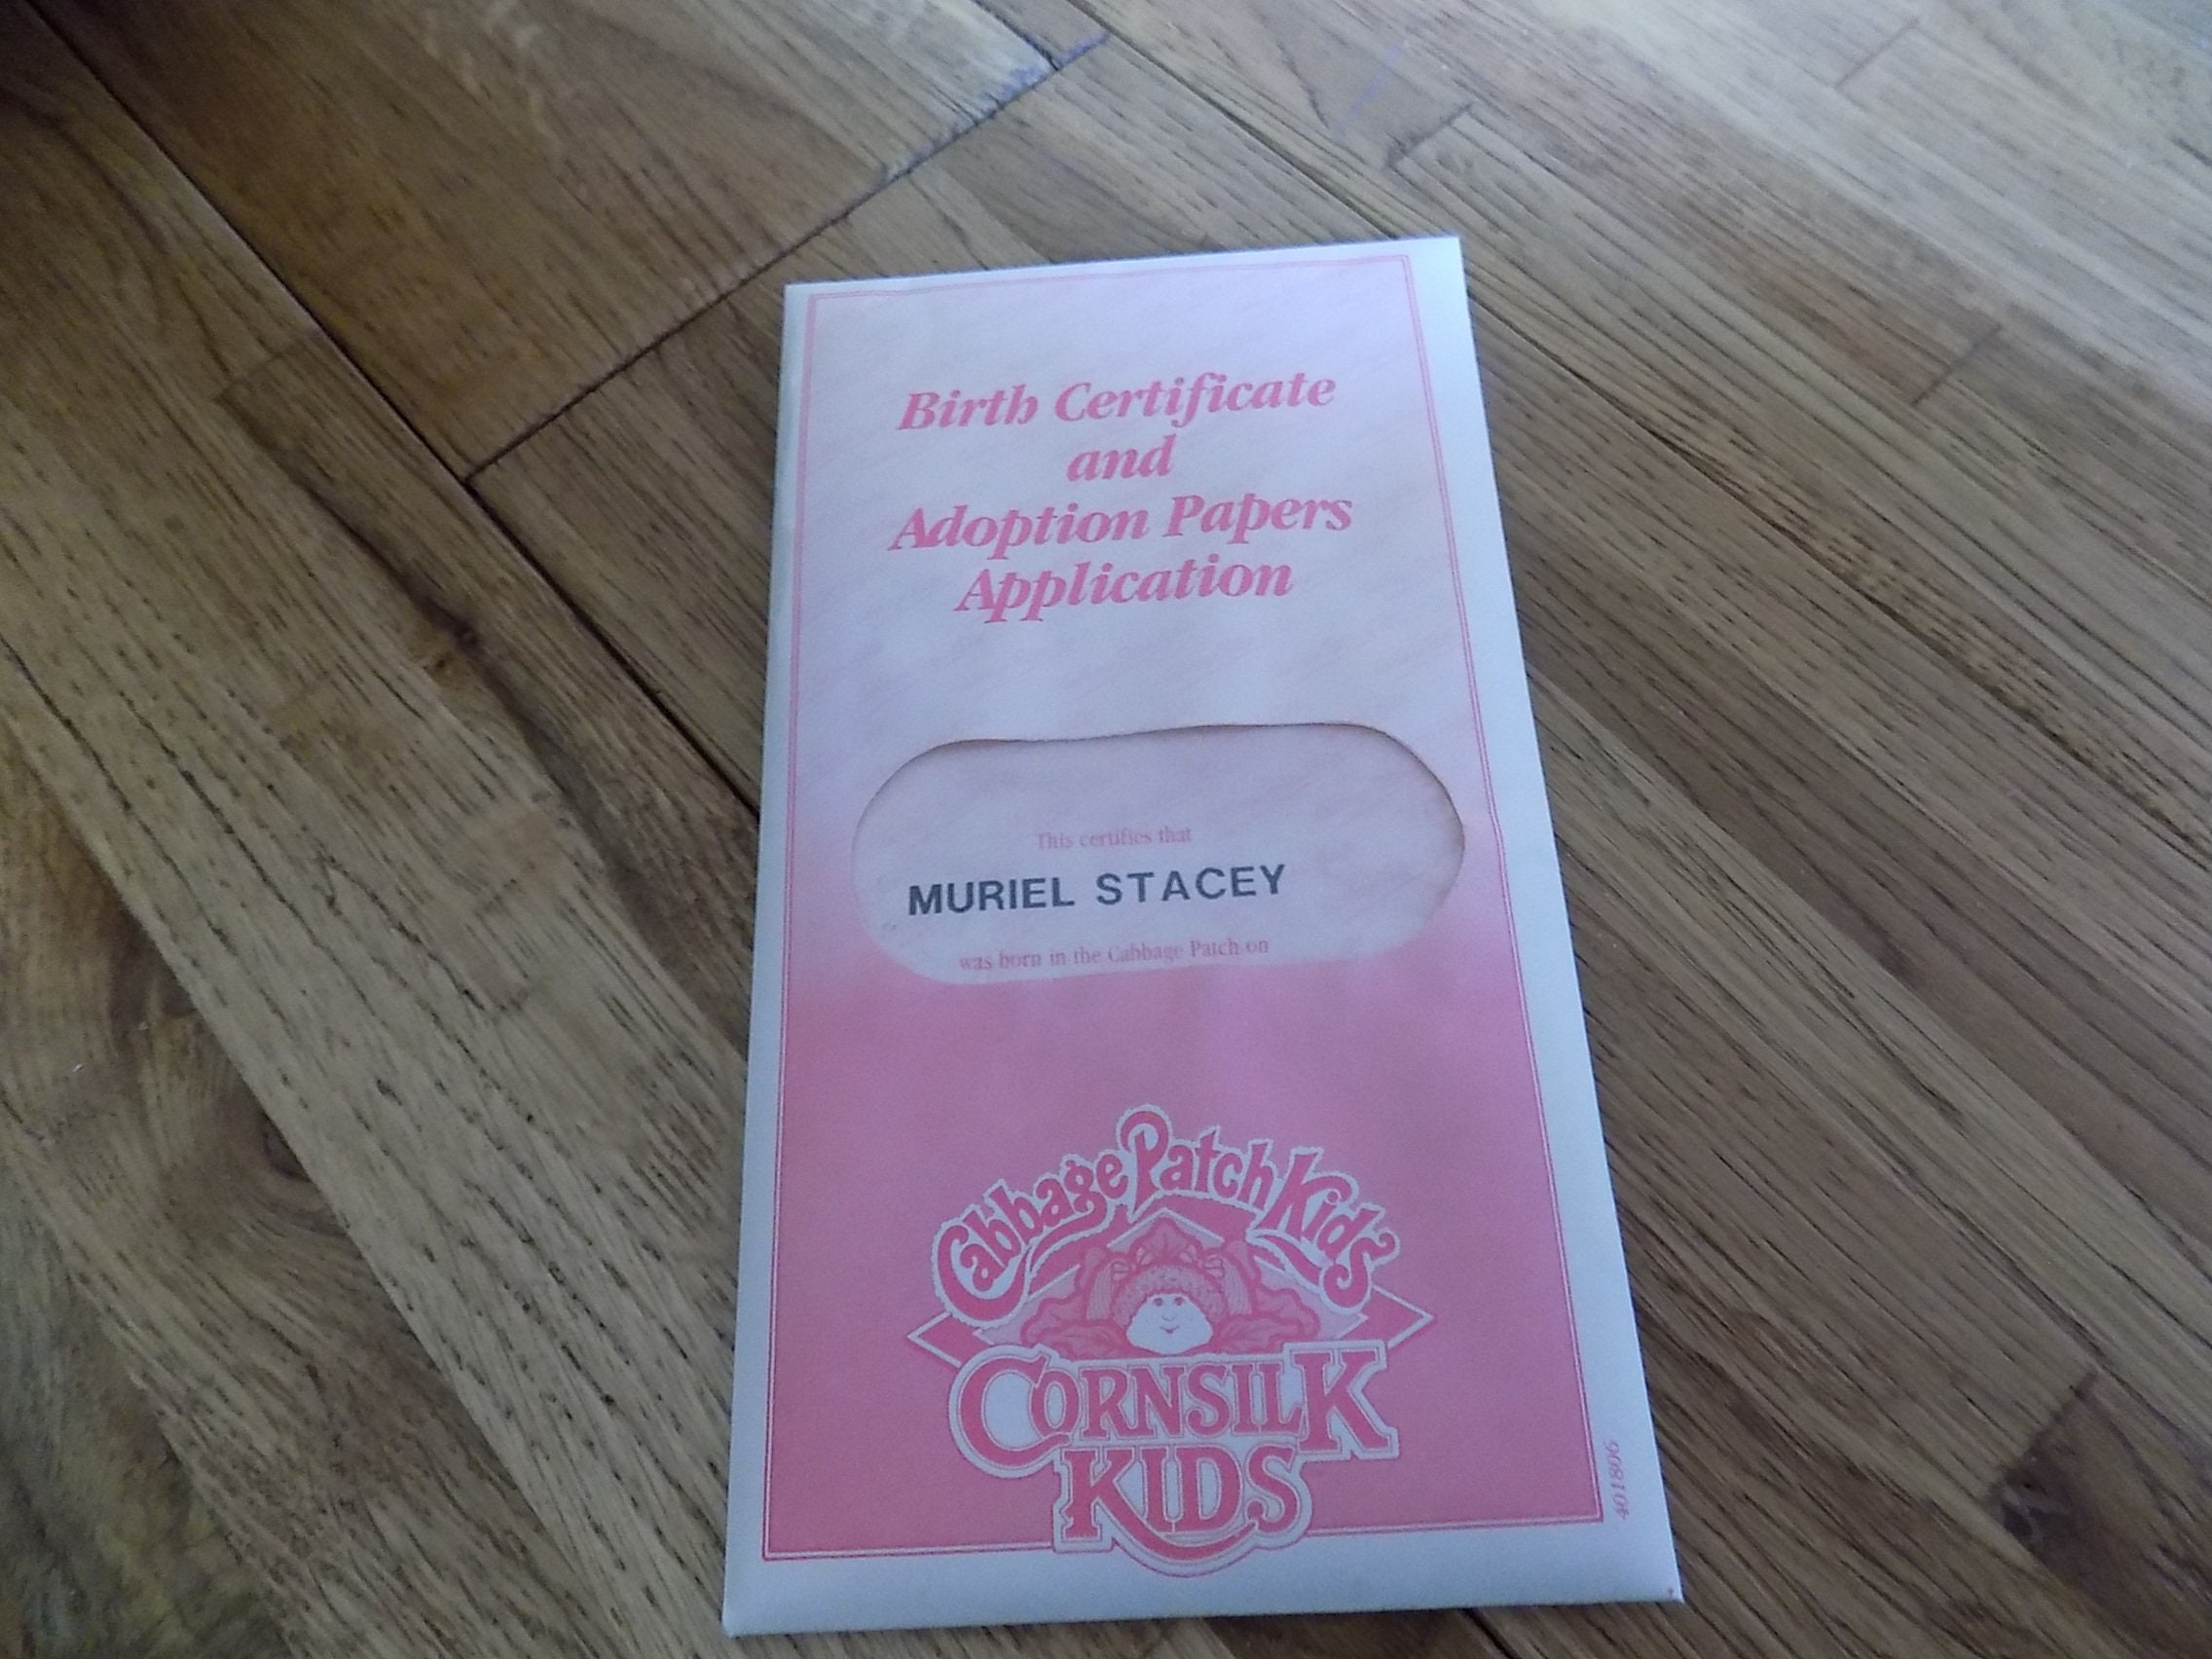 Birth Certificate
and
Adoption Papers
Application
This certifies that
MURIEL STACEY
was born in the Cabbage Patch on
Cabbage Patch Kids
CORNSILK
KIDS
401806